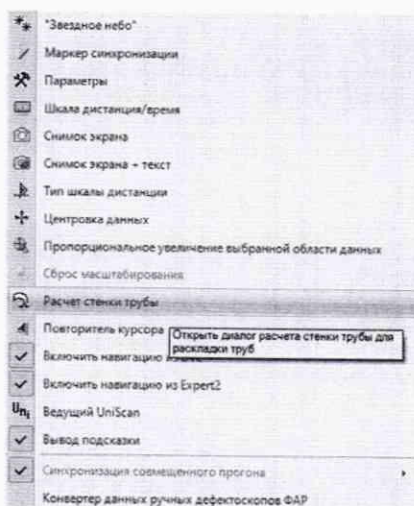 "Звездное небо"
Маркер синхронизации
Параметры
Шкала дистанция/время
Снимок экрана
Снимок экрана + текст
Тип шкалы дистанции
Центровка данных
Пропорциональное увеличение выбранной области данных
Сброс масштабирования
Расчет стенки трубы
Повторитель курсора
Открыть диалог расчета стенки трубы для
раскладки труб
Включить навигацию
Включить навигацию из Expert2
Uni Ведущий UniScan
Вывод подсказки
Синхронизация совмещенного прогона
Конвертер данных ручных дефектоскопов ФАР